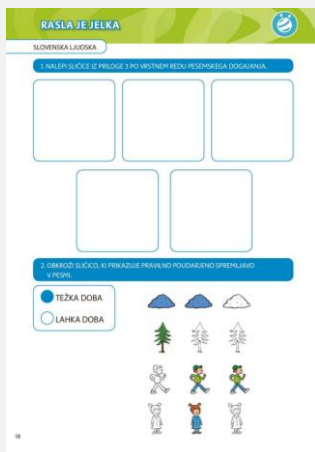 RASLA JE JELKA
SLOVENSKA LJUDSKA
1. NALEPI SLIČICE IZ PRILOGE 3 PO VRSTNEM REDU PESEMSKEGA DOGAJANJA.
2. OBKROŽI SLIČICO, KI PRIKAZUJE PRAVILNO POUDARJENO SPREMLJAVO
V PESMI.
TEŽKA DOBA
LAHKA DOBA